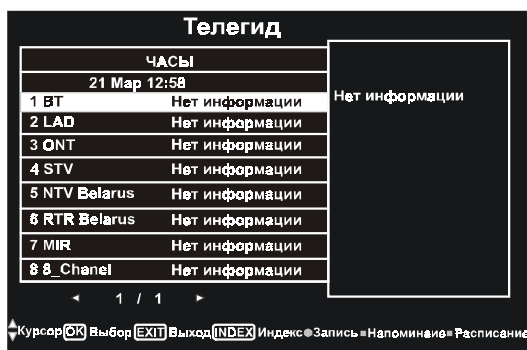 Телегид
ЧАСЫ
21 Мар 12:58
1 BT Нет информации
2 LAD Нет информации
3 ONT Нет информации
4 STV Нет информации
5 NTV Belarus Нет информации
6 RTR Belarus Нет информации
7 MIR Нет информации
8 8_Chanel Нет информации
Нет информации
1 / 1
Курсор OK Выбор EXIT Выход INDEX Индекс Запись Напоминаие Расписание